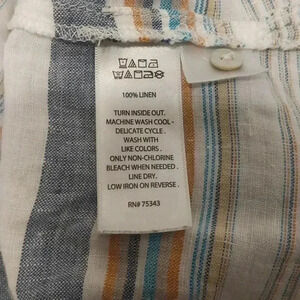 100% LINEN
TURN INSIDE OUT.
MACHINE WASH COOL -
DELICATE CYCLE .
WASH WITH
LIKE COLORS .
ONLY NON-CHLORINE
BLEACH WHEN NEEDED .
LINE DRY.
LOW IRON ON REVERSE .
RN# 75343